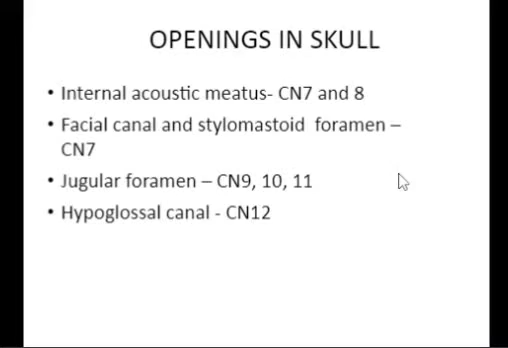 OPENINGS IN SKULL
• Internal acoustic meatus- CN7 and 8
• Facial canal and stylomastoid foramen –
CN7
• Jugular foramen – CN9, 10, 11
• Hypoglossal canal - CN12